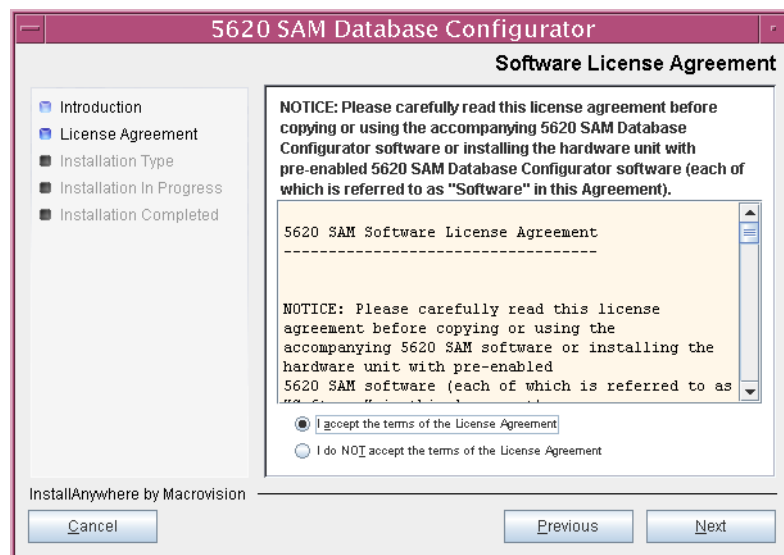 5620 SAM Database Configurator
Software License Agreement
Introduction
License Agreement
Installation Type
Installation In Progress
Installation Completed
NOTICE: Please carefully read this license agreement before
copying or using the accompanying 5620 SAM Database
Configurator software or installing the hardware unit with
pre-enabled 5620 SAM Database Configurator software (each of
which is referred to as "Software" in this Agreement).
5620 SAM Software License Agreement
-----------------------------------
NOTICE: Please carefully read this license
agreement before copying or using the
accompanying 5620 SAM software or installing the
hardware unit with pre-enabled
5620 SAM software (each of which is referred to as
I accept the terms of the License Agreement
I do NOT accept the terms of the License Agreement
InstallAnywhere by Macrovision
Cancel
Previous
Next